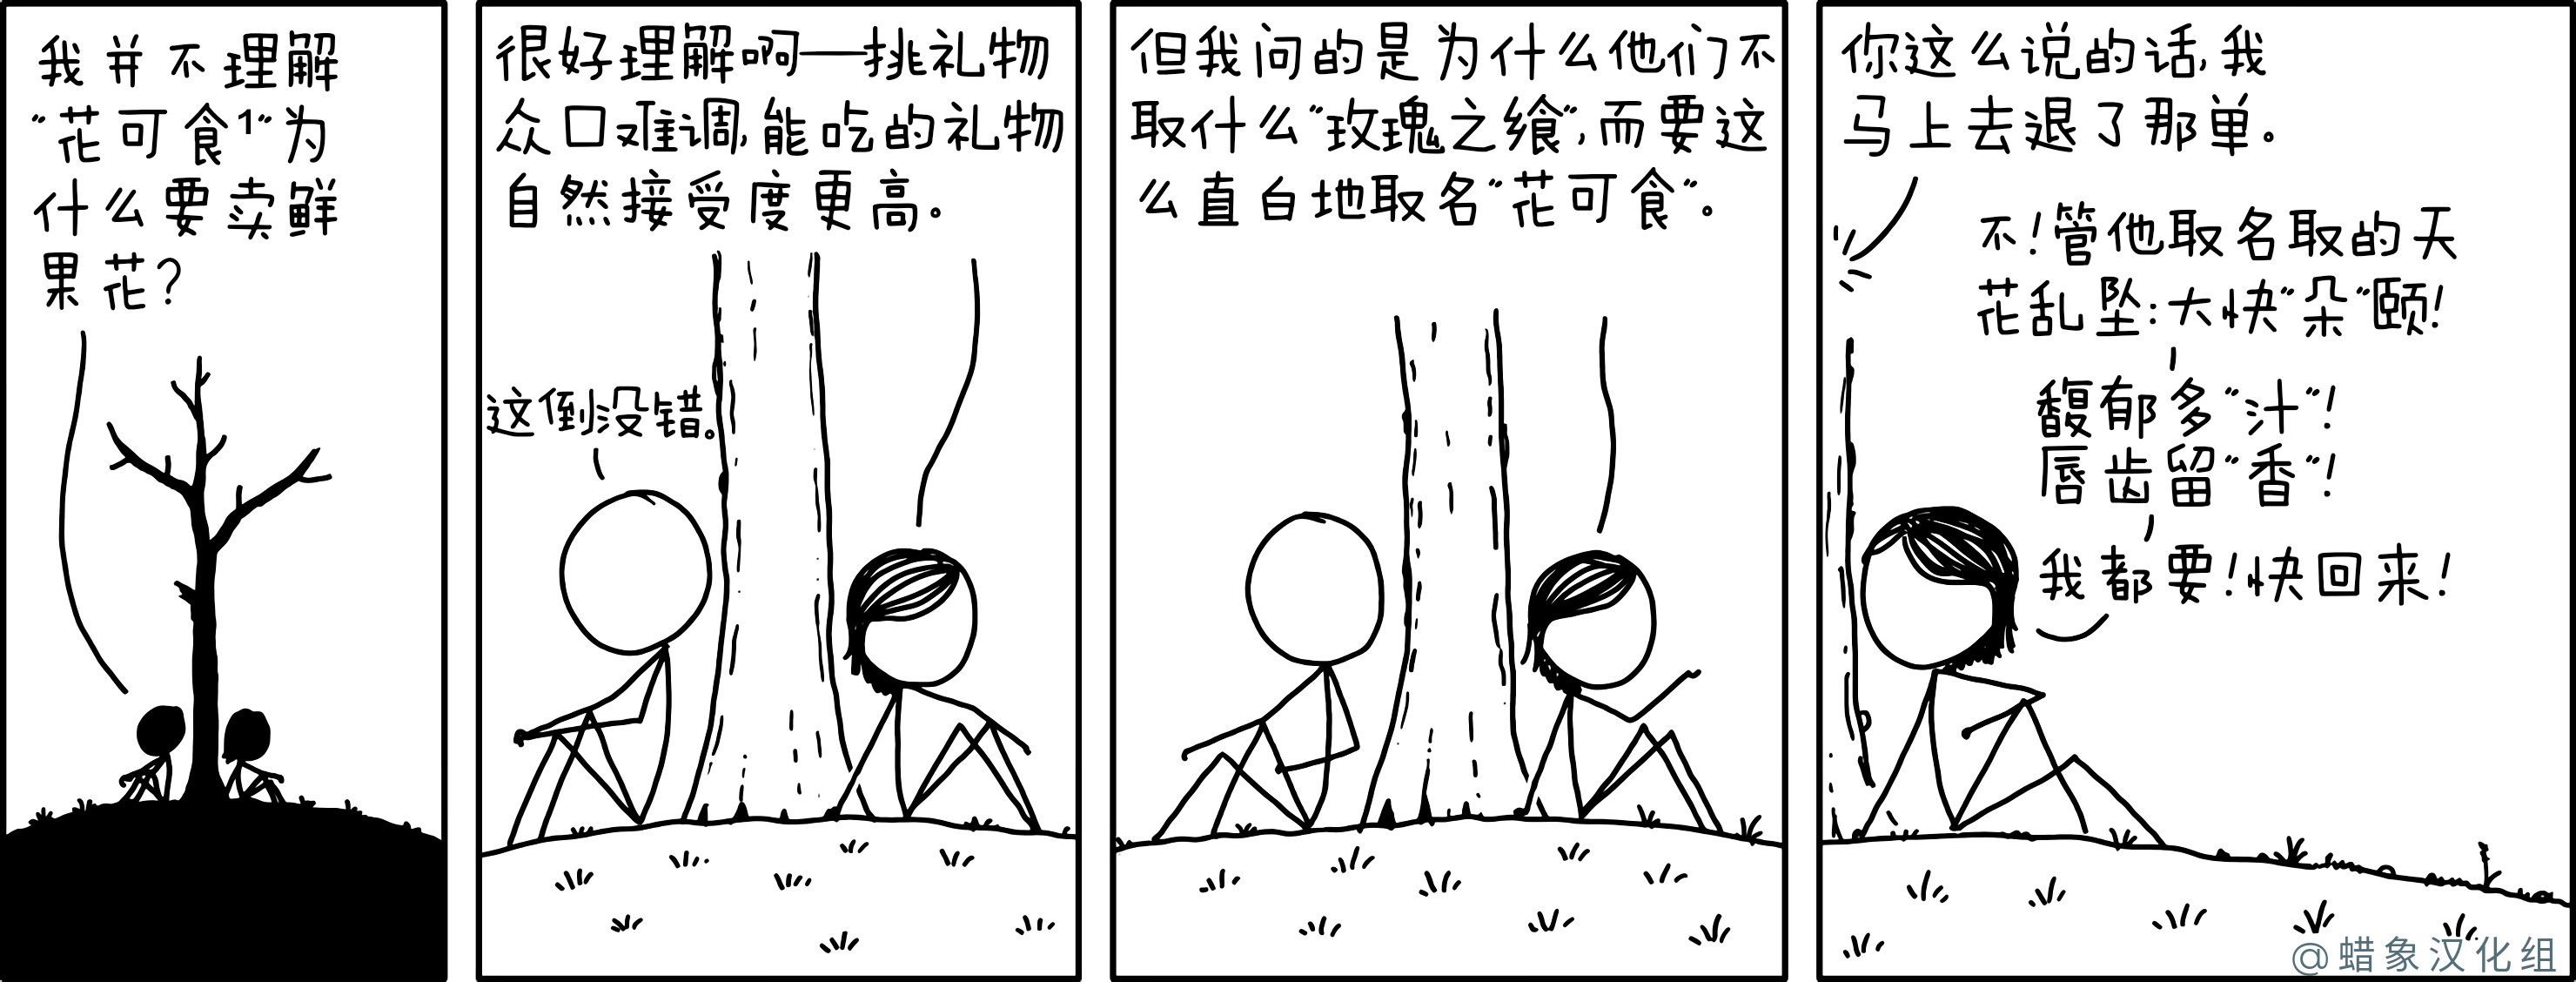 我并不理解
“花可食1”为
什么要卖鲜
果花?
很好理解啊——挑礼物
众口难调,能吃的礼物
自然接受度更高。
这倒没错。
但我问的是为什么他们不
取什么“玫瑰之飨”,而要这
么直白地取名“花可食”。
你这么说的话,我
马上去退了那单。
不!管他取名取的天
花乱坠:大快“朵”颐!
馥郁多“汁”!
唇齿留“香”!
我都要!快回来!
@蜡象汉化组